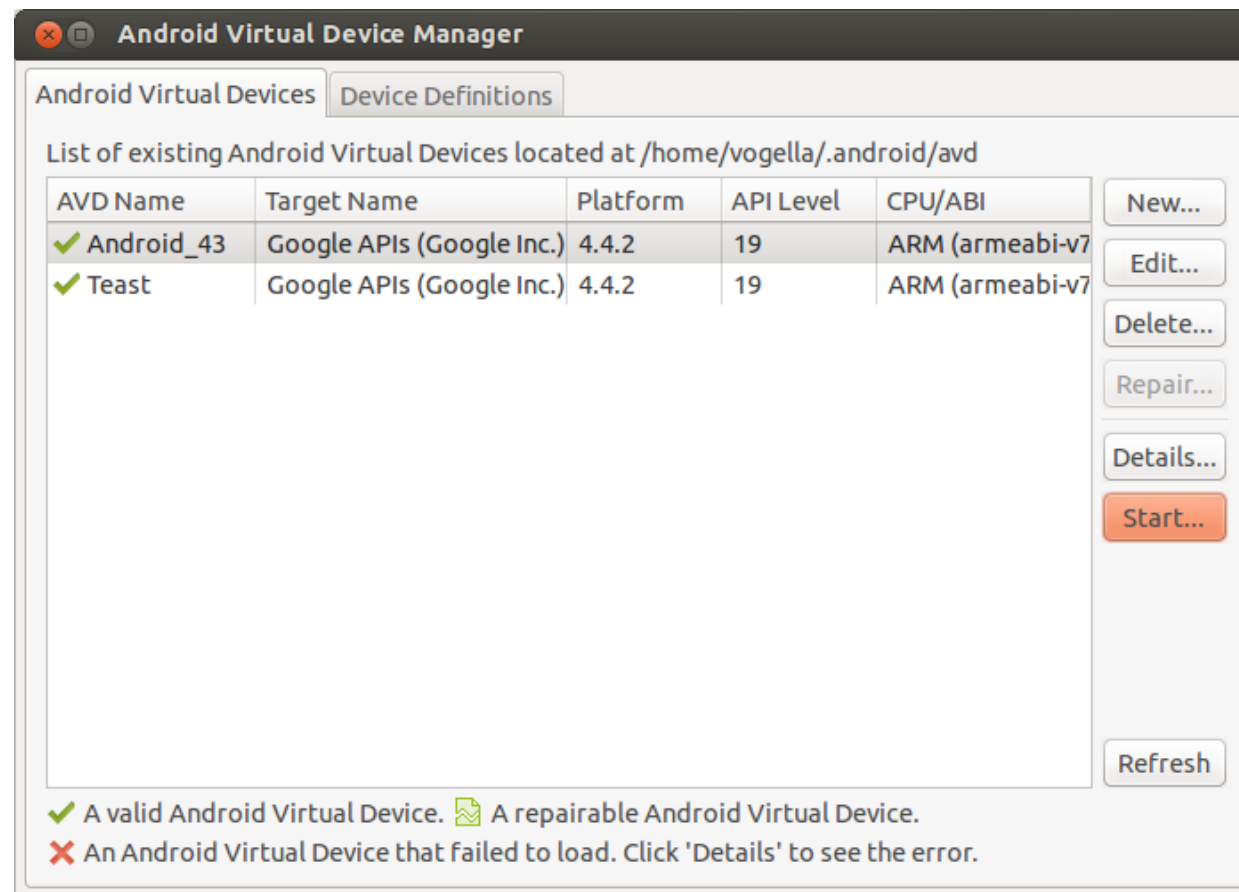 Android Virtual Device Manager
Android Virtual Devices Device Definitions
List of existing Android Virtual Devices located at /home/vogella/.android/avd
AVD Name Target Name Platform API Level CPU/ABI
Android_43 Google APIs (Google Inc.) 4.4.2 19 ARM (armeabi-v7
Teast Google APIs (Google Inc.) 4.4.2 19 ARM (armeabi-v7
New...
Edit...
Delete...
Repair...
Details...
Start...
Refresh
A valid Android Virtual Device. A repairable Android Virtual Device.
An Android Virtual Device that failed to load. Click 'Details' to see the error.